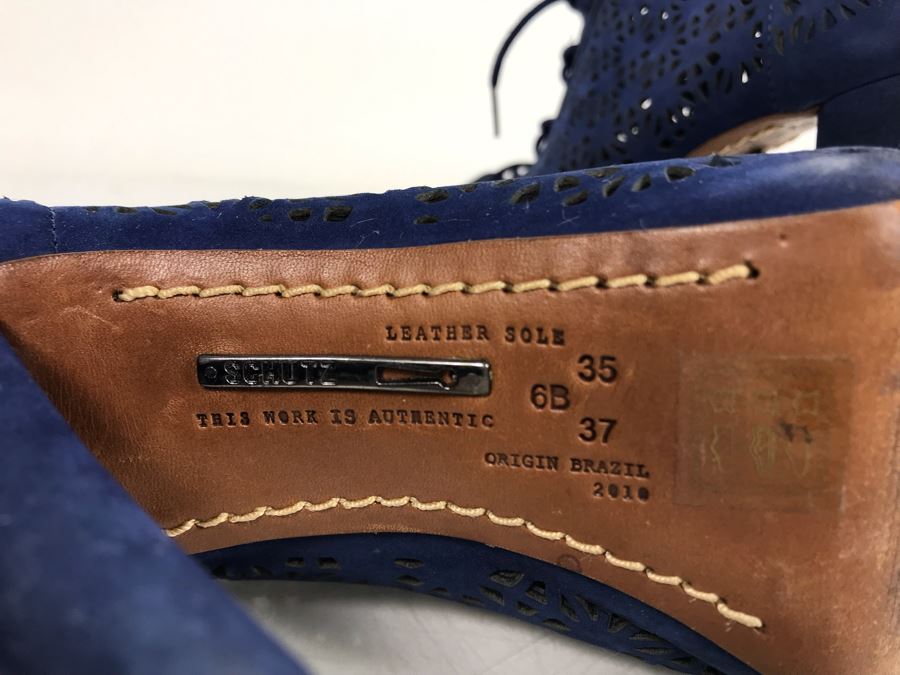 LEATHER SOLE
SCHUTZ
35
6B
THIS WORK IS AUTHENTIC
37
ORIGIN BRAZIL
2010